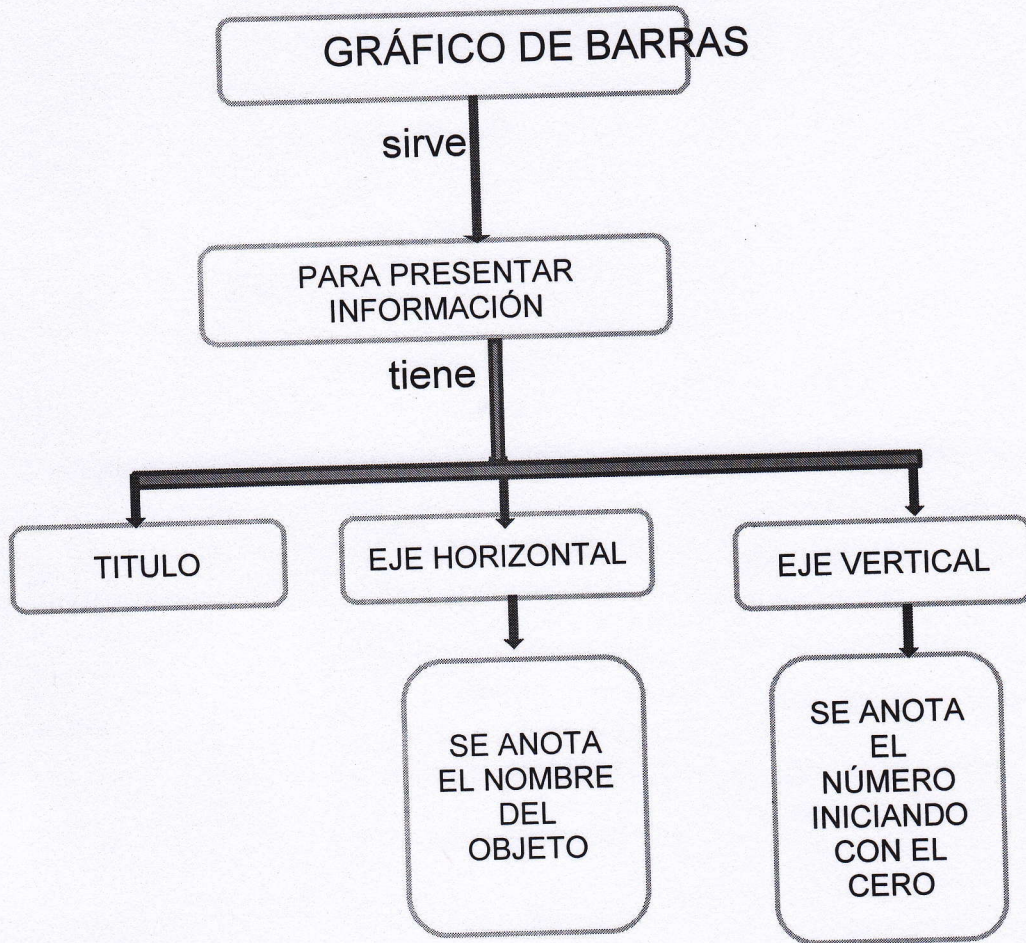 GRÁFICO DE BARRAS
sirve
PARA PRESENTAR
INFORMACIÓN
tiene
TITULO
EJE HORIZONTAL
EJE VERTICAL
SE ANOTA
EL NOMBRE
DEL
OBJETO
SE ANOTA
EL
NÚMERO
INICIANDO
CON EL
CERO